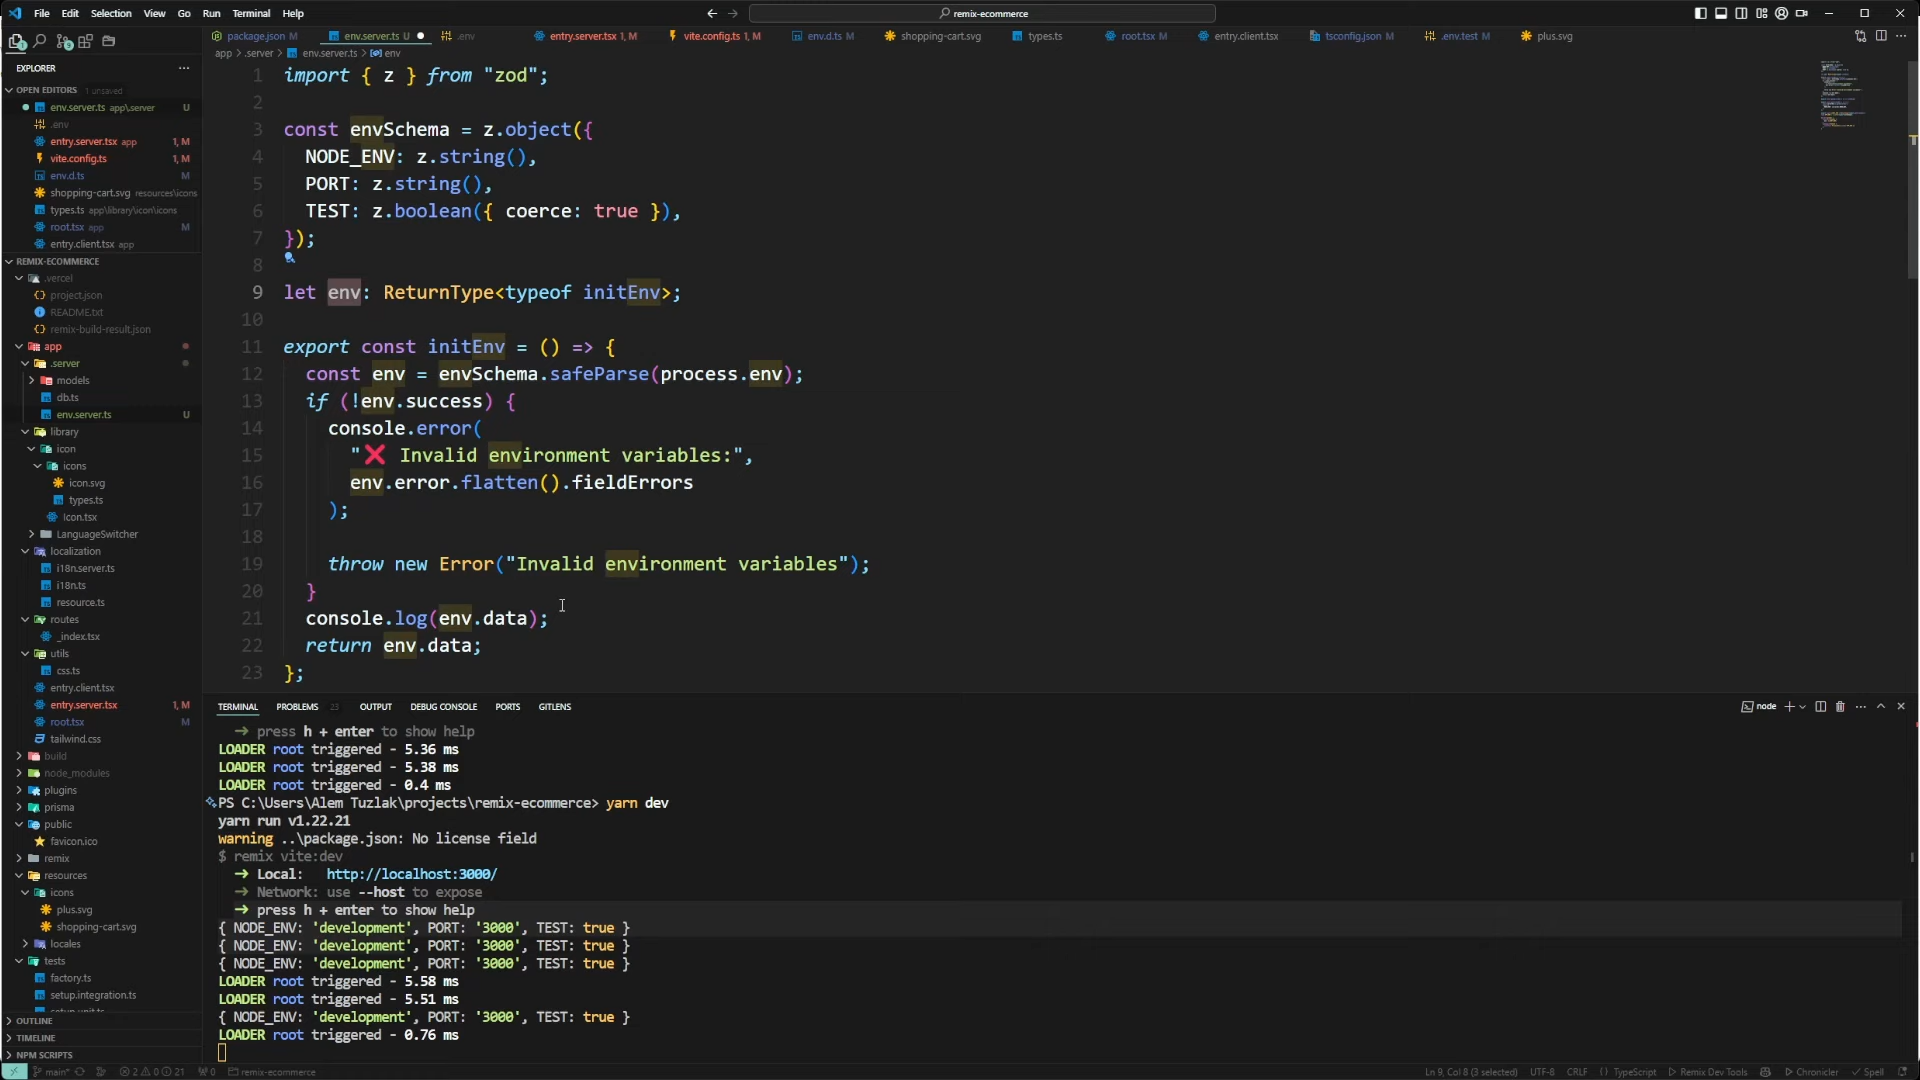 File Edit Selection View Go Run Terminal Help
remix-ecommerce
package.json M env.server.ts U .env entry.server.tsx 1, M vite.config.ts 1, M env.d.ts M shopping-cart.svg types.ts root.tsx M entry.client.tsx tsconfig.json M .env.test M plus.svg
app > .server > env.server.ts > env
EXPLORER
OPEN EDITORS 1 unsaved
env.server.ts app\.server U
.env
entry.server.tsx app 1, M
vite.config.ts 1, M
env.d.ts M
shopping-cart.svg resources\icons
types.ts app\library\icon\icons
root.tsx app M
entry.client.tsx app
REMIX-ECOMMERCE
.vercel
project.json
README.txt
remix-build-result.json
app
.server
models
db.ts
env.server.ts U
library
icon
icons
icon.svg
types.ts
Icon.tsx
LanguageSwitcher
localization
i18n.server.ts
i18n.ts
resource.ts
routes
_index.tsx
utils
css.ts
entry.client.tsx
entry.server.tsx 1, M
root.tsx M
tailwind.css
build
node_modules
plugins
prisma
public
favicon.ico
remix
resources
icons
plus.svg
shopping-cart.svg
locales
tests
factory.ts
setup.integration.ts
setup.unit.ts
OUTLINE
TIMELINE
NPM SCRIPTS
1 import { z } from "zod";
2
3 const envSchema = z.object({
4 NODE_ENV: z.string(),
5 PORT: z.string(),
6 TEST: z.boolean({ coerce: true }),
7 });
8
9 let env: ReturnType<typeof initEnv>;
10
11 export const initEnv = () => {
12 const env = envSchema.safeParse(process.env);
13 if (!env.success) {
14 console.error(
15 "❌ Invalid environment variables:",
16 env.error.flatten().fieldErrors
17 );
18
19 throw new Error("Invalid environment variables");
20 }
21 console.log(env.data);
22 return env.data;
23 };
TERMINAL PROBLEMS 23 OUTPUT DEBUG CONSOLE PORTS GITLENS
node
→ press h + enter to show help
LOADER root triggered - 5.36 ms
LOADER root triggered - 5.38 ms
LOADER root triggered - 0.4 ms
PS C:\Users\Alem Tuzlak\projects\remix-ecommerce> yarn dev
yarn run v1.22.21
warning ..\package.json: No license field
$ remix vite:dev
→ Local: http://localhost:3000/
→ Network: use --host to expose
→ press h + enter to show help
{ NODE_ENV: 'development', PORT: '3000', TEST: true }
{ NODE_ENV: 'development', PORT: '3000', TEST: true }
{ NODE_ENV: 'development', PORT: '3000', TEST: true }
LOADER root triggered - 5.58 ms
LOADER root triggered - 5.51 ms
{ NODE_ENV: 'development', PORT: '3000', TEST: true }
LOADER root triggered - 0.76 ms
main* 2 0 21 0 remix-ecommerce
Ln 9, Col 8 (3 selected) UTF-8 CRLF { } TypeScript Remix Dev Tools Chronicler Spell